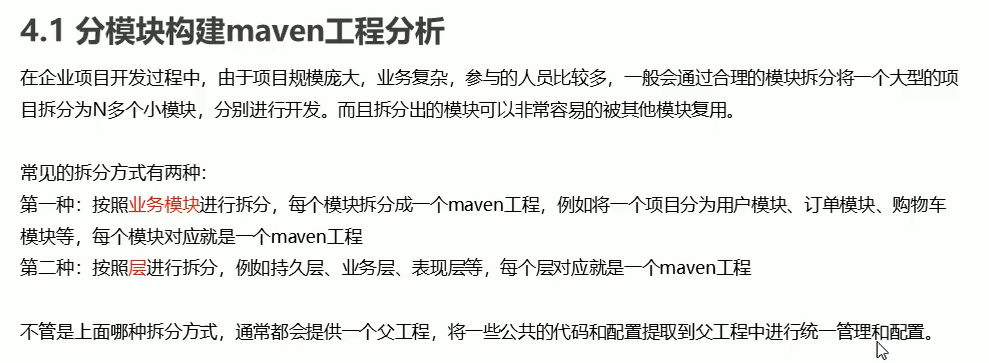 4.1 分模块构建maven工程分析
在企业项目开发过程中，由于项目规模庞大，业务复杂，参与的人员比较多，一般会通过合理的模块拆分将一个大型的项
目拆分为N多个小模块，分别进行开发。而且拆分出的模块可以非常容易的被其他模块复用。
常见的拆分方式有两种：
第一种：按照业务模块进行拆分，每个模块拆分成一个maven工程，例如将一个项目分为用户模块、订单模块、购物车
模块等，每个模块对应就是一个maven工程
第二种：按照层进行拆分，例如持久层、业务层、表现层等，每个层对应就是一个maven工程
不管是上面哪种拆分方式，通常都会提供一个父工程，将一些公共的代码和配置提取到父工程中进行统一管理和配置。